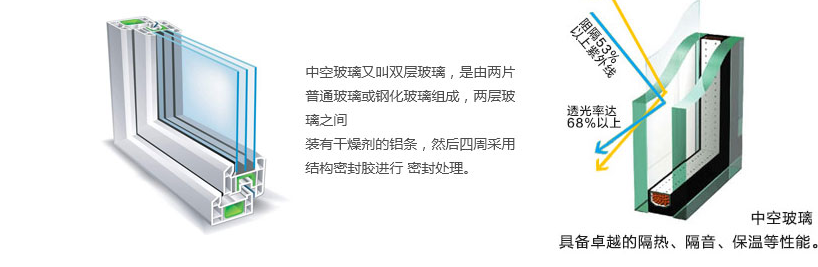 中空玻璃又叫双层玻璃，是由两片
普通玻璃或钢化玻璃组成，两层玻
璃之间
装有干燥剂的铝条，然后四周采用
结构密封胶进行 密封处理。
阻隔53%
以上紫外线
透光率达
68%以上
中空玻璃
具备卓越的隔热、隔音、保温等性能。